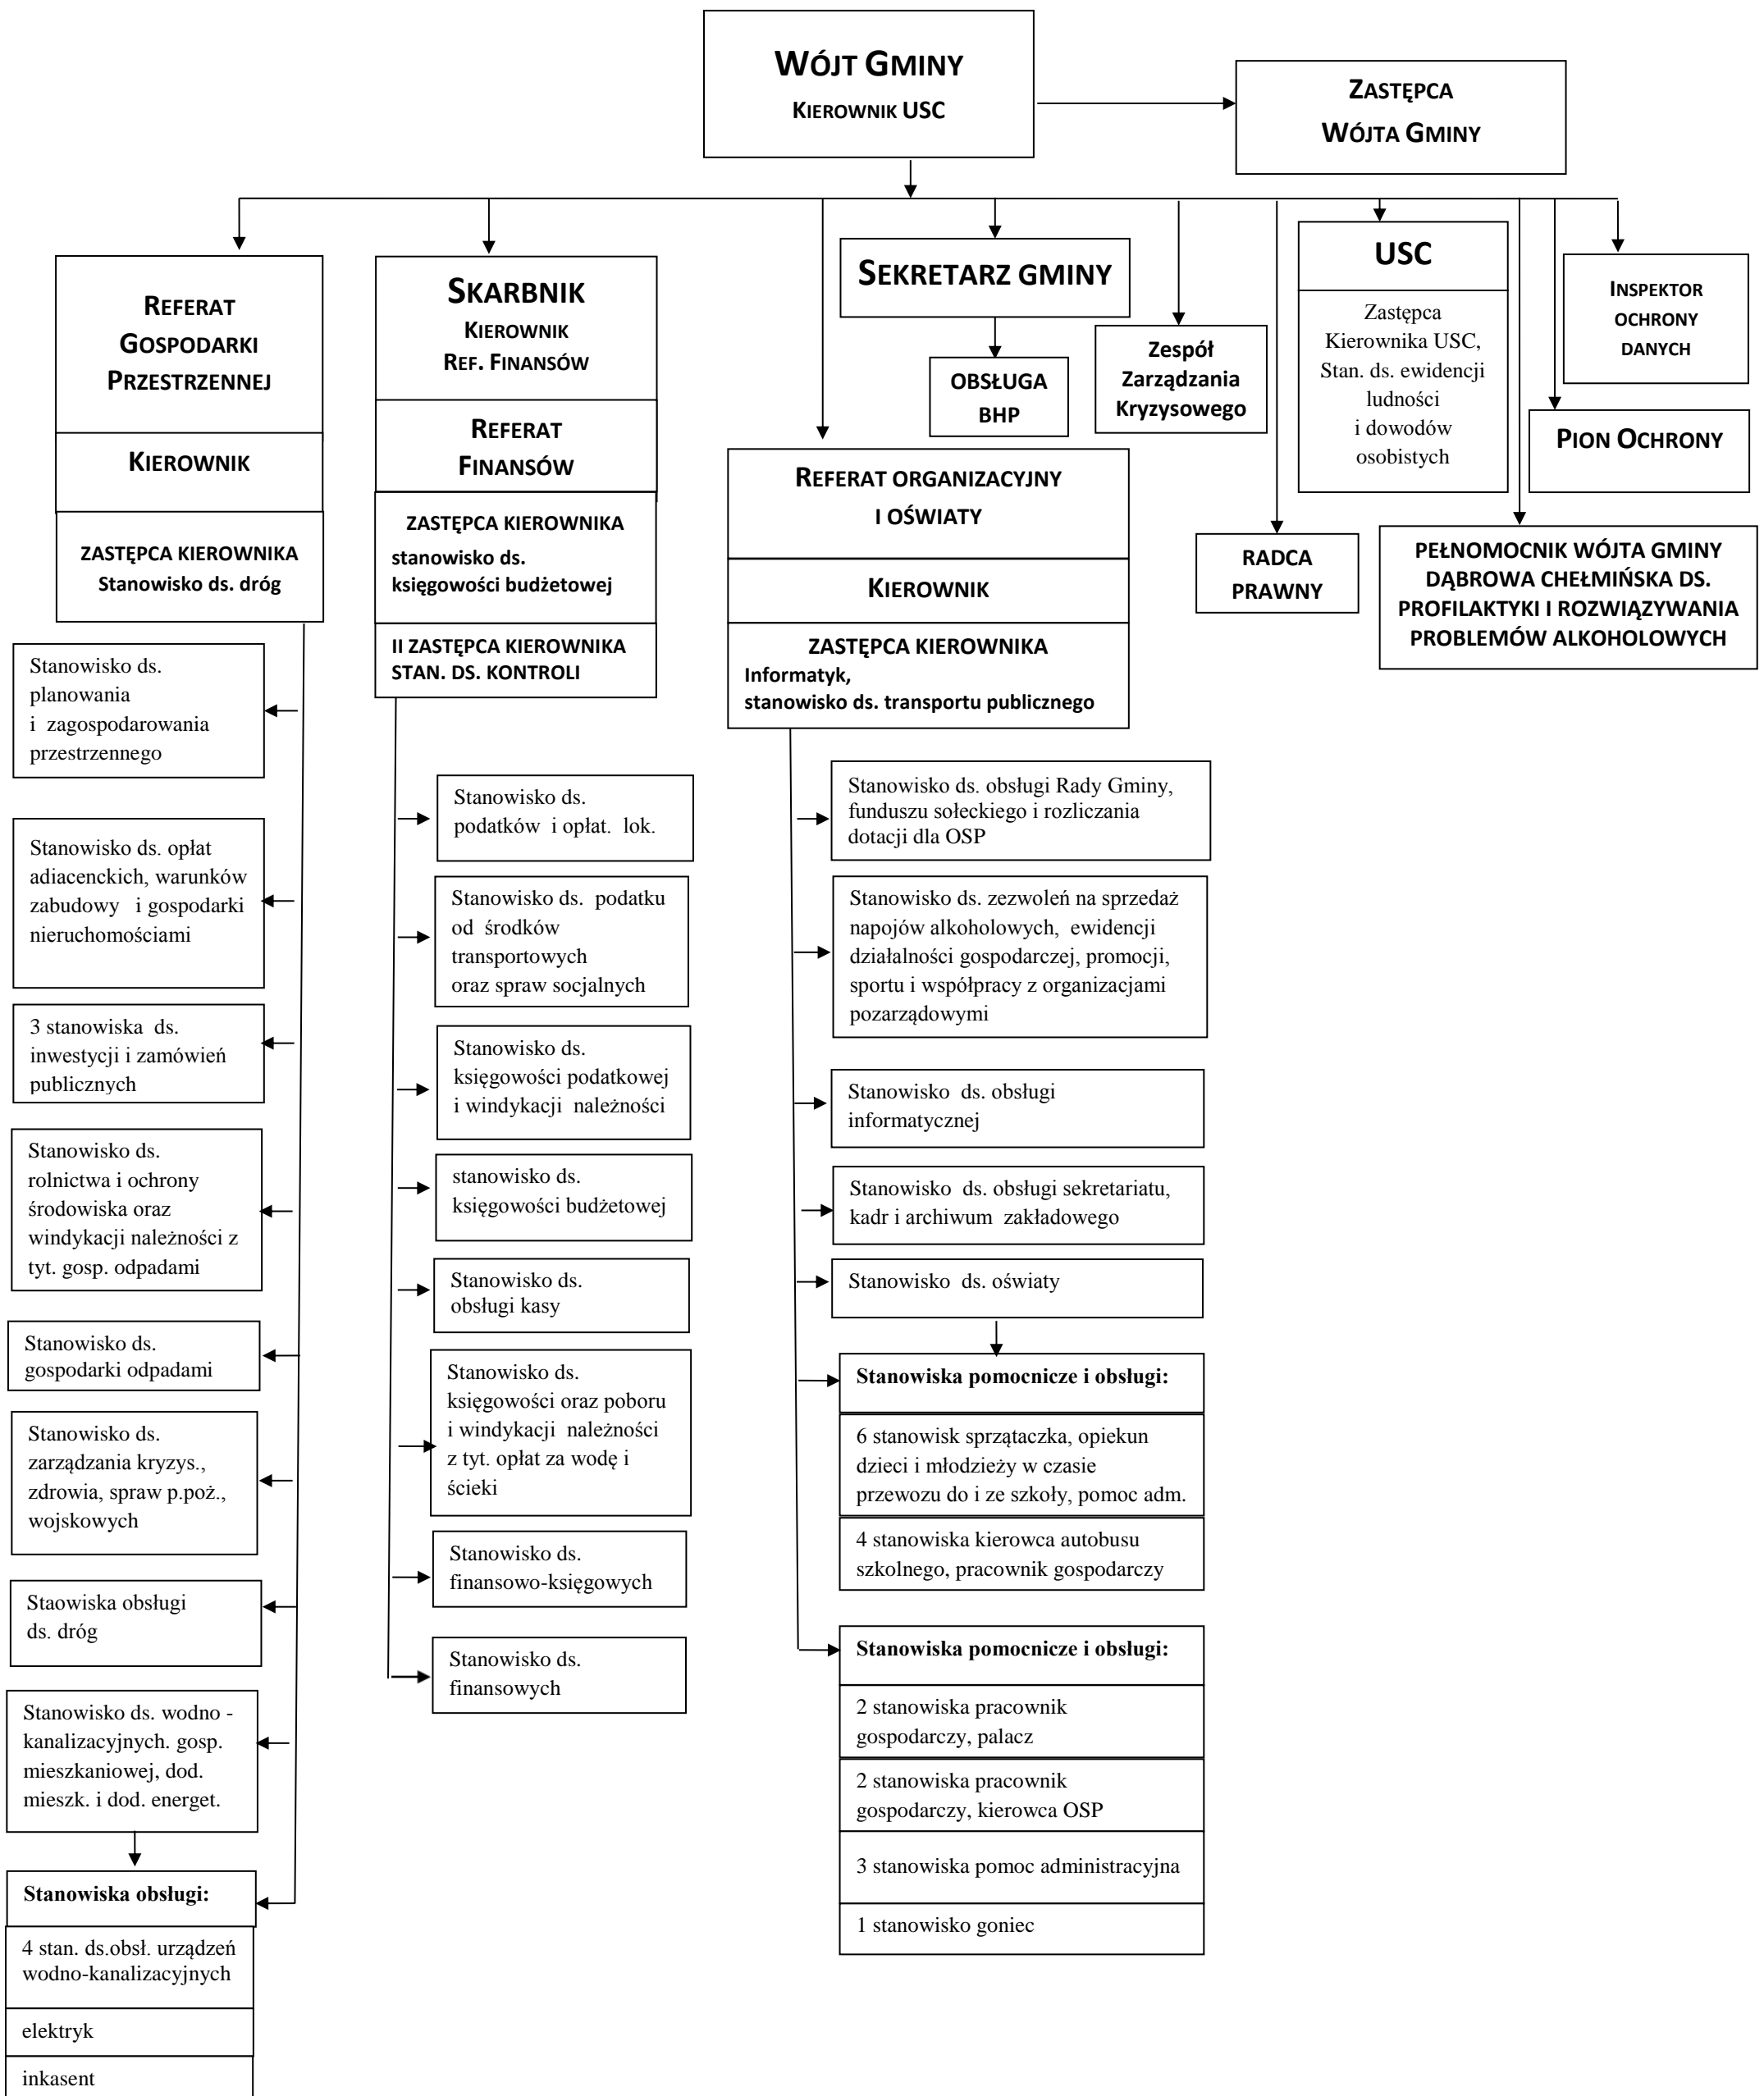 WÓJT GMINY
KIEROWNIK USC
ZASTĘPCA
WÓJTA GMINY
REFERAT
GOSPODARKI
PRZESTRZENNEJ
KIEROWNIK
ZASTĘPCA KIEROWNIKA
Stanowisko ds. dróg
Stanowisko ds.
planowania
i zagospodarowania
przestrzennego
Stanowisko ds. opłat
adiacenckich, warunków
zabudowy i gospodarki
nieruchomościami
3 stanowiska ds.
inwestycji i zamówień
publicznych
Stanowisko ds.
rolnictwa i ochrony
środowiska oraz
windykacji należności z
tyt. gosp. odpadami
Stanowisko ds.
gospodarki odpadami
Stanowisko ds.
zarządzania kryzys.,
zdrowia, spraw p.poż.,
wojskowych
Staowiska obsługi
ds. dróg
Stanowisko ds. wodno -
kanalizacyjnych. gosp.
mieszkaniowej, dod.
mieszk. i dod. energet.
Stanowiska obsługi:
4 stan. ds.obsł. urządzeń
wodno-kanalizacyjnych
elektryk
inkasent
SKARBNIK
KIEROWNIK
REF. FINANSÓW
REFERAT
FINANSÓW
ZASTĘPCA KIEROWNIKA
stanowisko ds.
księgowości budżetowej
II ZASTĘPCA KIEROWNIKA
STAN. DS. KONTROLI
Stanowisko ds.
podatków i opłat. lok.
Stanowisko ds. podatku
od środków
transportowych
oraz spraw socjalnych
Stanowisko ds.
księgowości podatkowej
i windykacji należności
stanowisko ds.
księgowości budżetowej
Stanowisko ds.
obsługi kasy
Stanowisko ds.
księgowości oraz poboru
i windykacji należności
z tyt. opłat za wodę i
ścieki
Stanowisko ds.
finansowo-księgowych
Stanowisko ds.
finansowych
REFERAT ORGANIZACYJNY
I OŚWIATY
KIEROWNIK
ZASTĘPCA KIEROWNIKA
Informatyk,
stanowisko ds. transportu publicznego
Stanowisko ds. obsługi Rady Gminy,
funduszu sołeckiego i rozliczania
dotacji dla OSP
Stanowisko ds. zezwoleń na sprzedaż
napojów alkoholowych, ewidencji
działalności gospodarczej, promocji,
sportu i współpracy z organizacjami
pozarządowymi
Stanowisko ds. obsługi
informatycznej
Stanowisko ds. obsługi sekretariatu,
kadr i archiwum zakładowego
Stanowisko ds. oświaty
Stanowiska pomocnicze i obsługi:
6 stanowisk sprzątaczka, opiekun
dzieci i młodzieży w czasie
przewozu do i ze szkoły, pomoc adm.
4 stanowiska kierowca autobusu
szkolnego, pracownik gospodarczy
Stanowiska pomocnicze i obsługi:
2 stanowiska pracownik
gospodarczy, palacz
2 stanowiska pracownik
gospodarczy, kierowca OSP
3 stanowiska pomoc administracyjna
1 stanowisko goniec
SEKRETARZ GMINY
OBSŁUGA
BHP
Zespół
Zarządzania
Kryzysowego
RADCA
PRAWNY
USC
Zastępca
Kierownika USC,
Stan. ds. ewidencji
ludności
i dowodów
osobistych
PEŁNOMOCNIK WÓJTA GMINY
DĄBROWA CHEŁMIŃSKA DS.
PROFILAKTYKI I ROZWIĄZYWANIA
PROBLEMÓW ALKOHOLOWYCH
PION OCHRONY
INSPEKTOR
OCHRONY
DANYCH